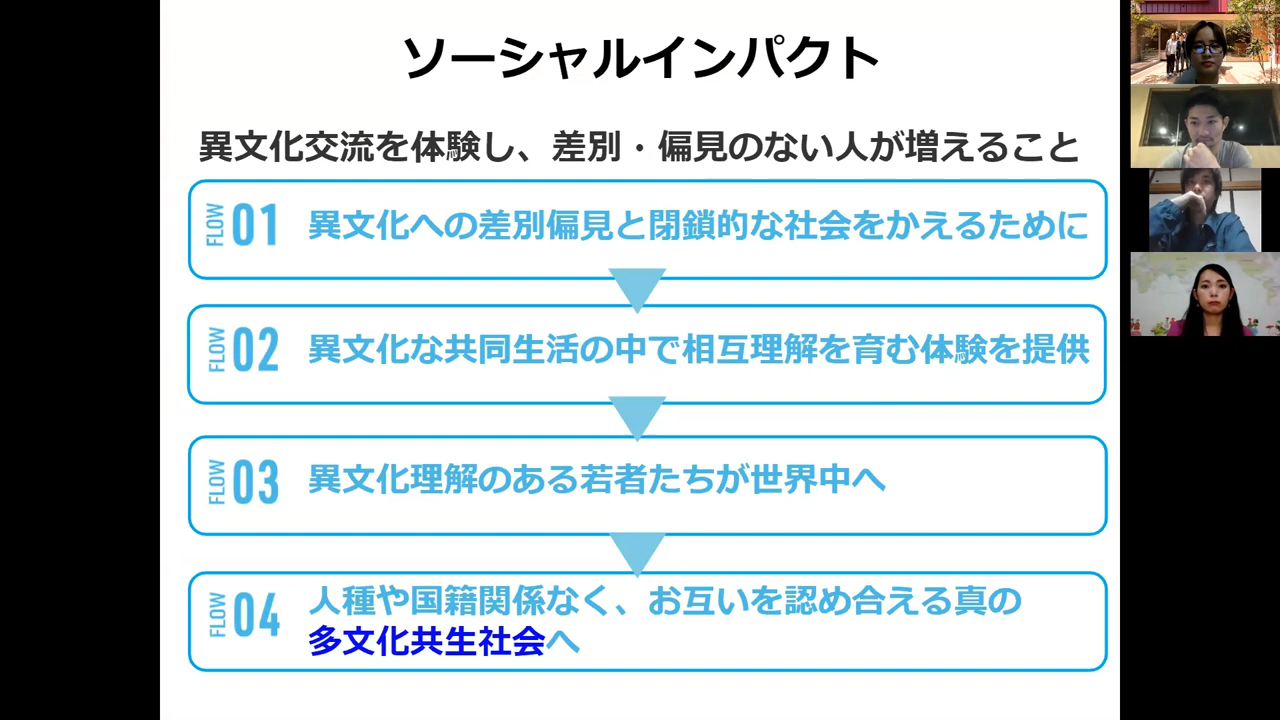 ソーシャルインパクト
異文化交流を体験し、差別・偏見のない人が増えること
FLOW 01 異文化への差別偏見と閉鎖的な社会をかえるために
FLOW 02 異文化な共同生活の中で相互理解を育む体験を提供
FLOW 03 異文化理解のある若者たちが世界中へ
FLOW 04 人種や国籍関係なく、お互いを認め合える真の
多文化共生社会へ